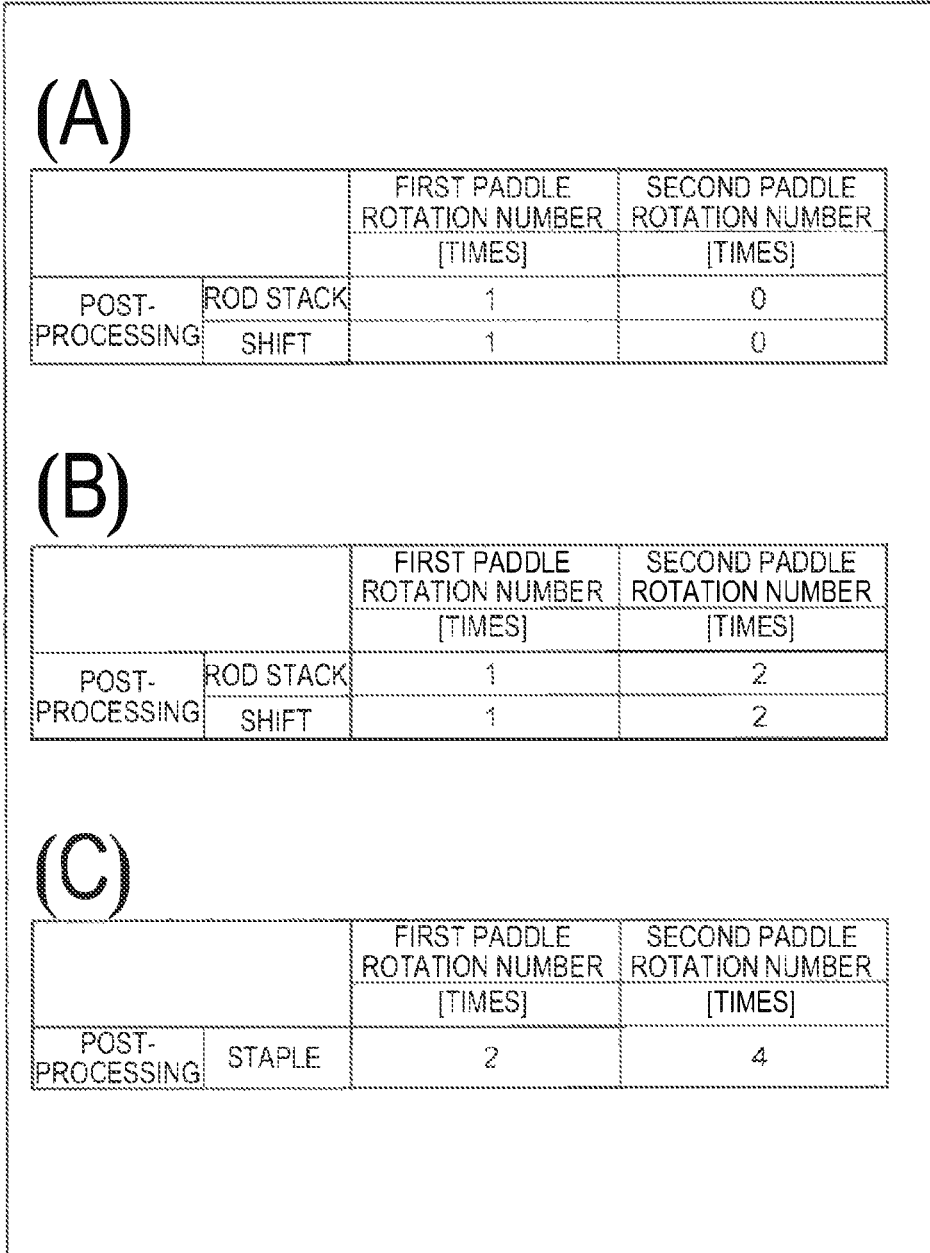 (A)
FIRST PADDLE SECOND PADDLE
ROTATION NUMBER ROTATION NUMBER
[TIMES] [TIMES]
POST-
PROCESSING
ROD STACK 1 0
SHIFT 1 0
(B)
FIRST PADDLE SECOND PADDLE
ROTATION NUMBER ROTATION NUMBER
[TIMES] [TIMES]
POST-
PROCESSING
ROD STACK 1 2
SHIFT 1 2
(C)
FIRST PADDLE SECOND PADDLE
ROTATION NUMBER ROTATION NUMBER
[TIMES] [TIMES]
POST-
PROCESSING
STAPLE 2 4